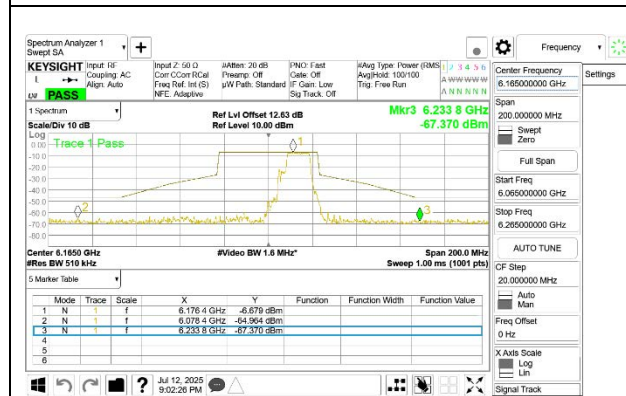 Spectrum Analyzer 1
Swept SA
Frequency
KEYSIGHT
Input: RF
Coupling: AC
Align: Auto
Input Z: 50 Ω
Corr CCorr RCal
Freq Ref: Int (S)
NFE: Adaptive
#Atten: 20 dB
Preamp: Off
µW Path: Standard
PNO: Fast
Gate: Off
IF Gain: Low
Sig Track: Off
#Avg Type: Power (RMS)
Avg|Hold: 100/100
Trig: Free Run
1 2 3 4 5 6
A W W W W W
A N N N N N
L
PASS
Center Frequency
6.165000000 GHz
Settings
Span
200.000000 MHz
Swept
Zero
Full Span
Start Freq
6.065000000 GHz
Stop Freq
6.265000000 GHz
AUTO TUNE
CF Step
20.000000 MHz
Auto
Man
Freq Offset
0 Hz
X Axis Scale
Log
Lin
Signal Track
1 Spectrum
Scale/Div 10 dB
Ref Lvl Offset 12.63 dB
Ref Level 10.00 dBm
Mkr3 6.233 8 GHz
-67.370 dBm
Log
Trace 1 Pass
0.00
-10.0
-20.0
-30.0
-40.0
-50.0
-60.0
-70.0
-80.0
1
2
3
Center 6.1650 GHz
#Res BW 510 kHz
#Video BW 1.6 MHz*
Span 200.0 MHz
Sweep 1.00 ms (1001 pts)
5 Marker Table
Mode Trace Scale X Y Function Function Width Function Value
1 N 1 f 6.176 4 GHz -6.679 dBm
2 N 1 f 6.078 4 GHz -64.964 dBm
3 N 1 f 6.233 8 GHz -67.370 dBm
4
5
6
Jul 12, 2025
9:02:26 PM